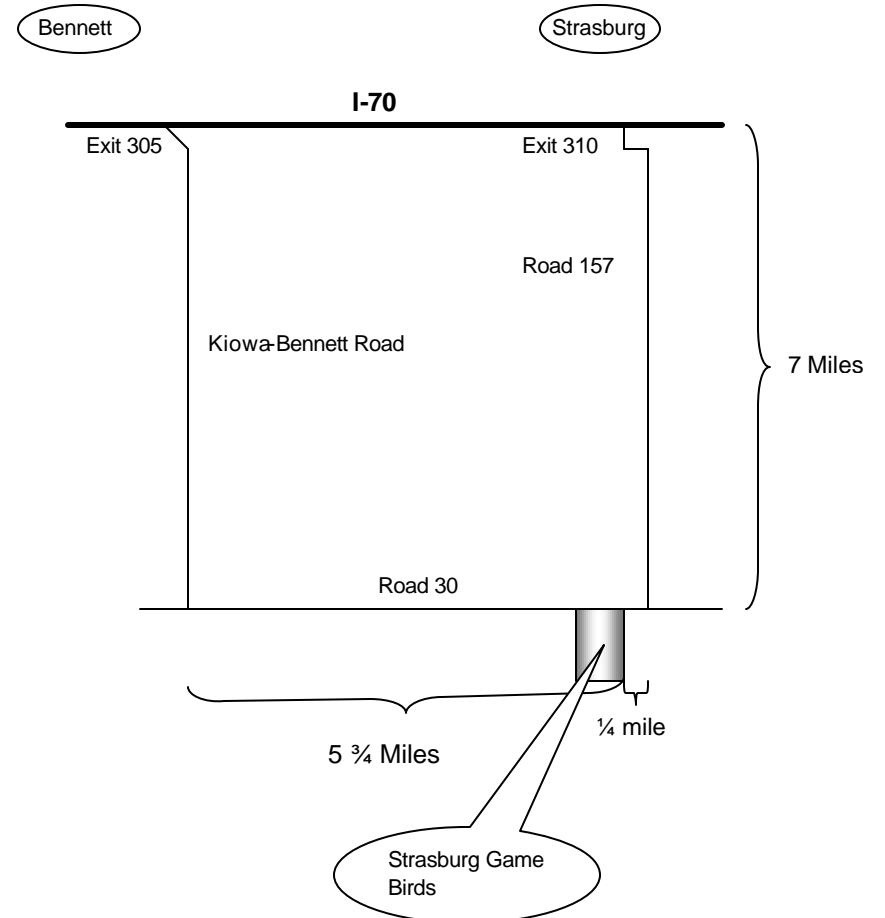 Bennett
Strasburg
I-70
Exit 305
Exit 310
Road 157
Kiowa-Bennett Road
7 Miles
Road 30
¼ mile
5 ¾ Miles
Strasburg Game
Birds